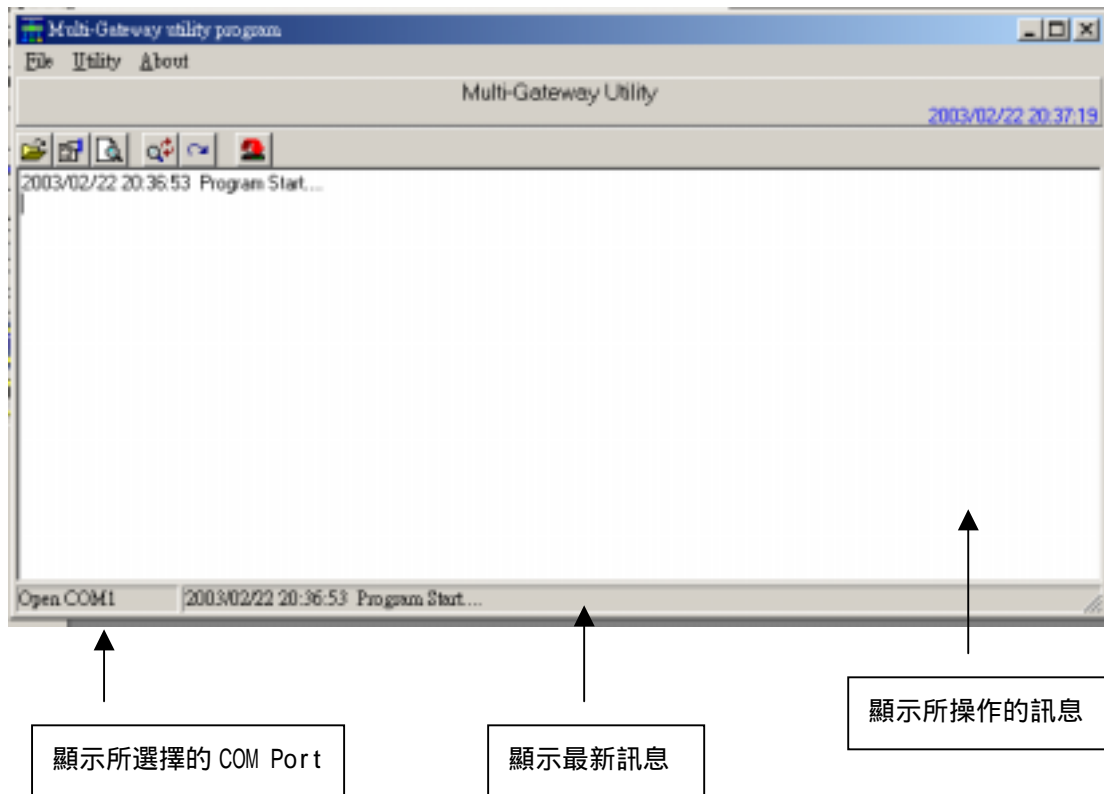 Multi-Gateway utility program
File Utility About
Multi-Gateway Utility
2003/02/22 20:37:19
2003/02/22 20:36:53 Program Start....
Open COM1
2003/02/22 20:36:53 Program Start....
顯示所操作的訊息
顯示所選擇的 COM Port
顯示最新訊息